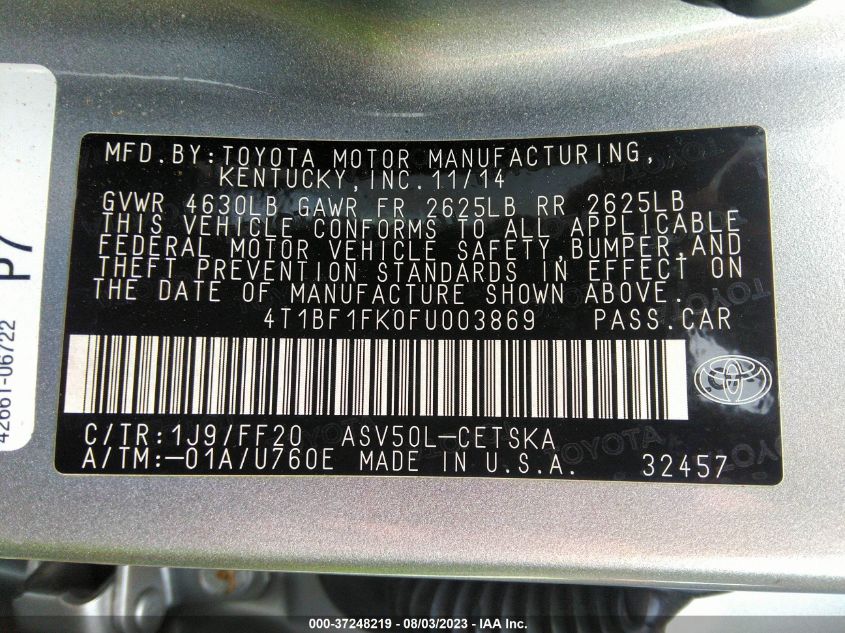 MFD.BY:TOYOTA MOTOR MANUFACTURING,
KENTUCKY,INC.11/14
GVWR 4630LB GAWR FR 2625LB RR 2625LB
THIS VEHICLE CONFORMS TO ALL APPLICABLE
FEDERAL MOTOR VEHICLE SAFETY,BUMPER,AND
THEFT PREVENTION STANDARDS IN EFFECT ON
THE DATE OF MANUFACTURE SHOWN ABOVE.
4T1BF1FK0FU003869 PASS.CAR
C/TR:1J9/FF20 ASV50L-CETSKA
A/TM:-01A/U760E MADE IN U.S.A. 32457
P7
42661-06722
000-37248219 - 08/03/2023 - IAA Inc.